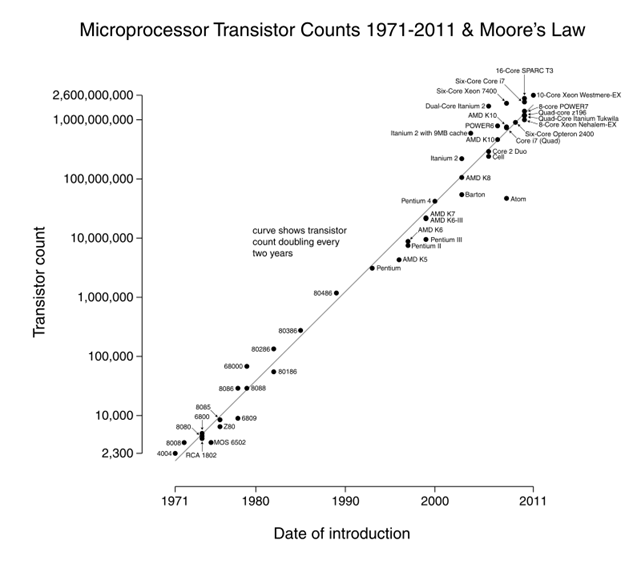 Microprocessor Transistor Counts 1971-2011 & Moore's Law
16-Core SPARC T3
Six-Core Core i7
Six-Core Xeon 7400
10-Core Xeon Westmere-EX
Dual-Core Itanium 2
8-core POWER7
Quad-core z196
Quad-Core Itanium Tukwila
8-Core Xeon Nehalem-EX
AMD K10
POWER6
Itanium 2 with 9MB cache
AMD K10
Six-Core Opteron 2400
Core i7 (Quad)
Core 2 Duo
Cell
Itanium 2
AMD K8
Barton
Atom
Pentium 4
AMD K7
AMD K6-III
AMD K6
Pentium III
Pentium II
AMD K5
Pentium
curve shows transistor
count doubling every
two years
80486
80386
80286
68000
80186
8086
8088
8085
6800
6809
8080
Z80
8008
MOS 6502
4004
RCA 1802
2,600,000,000
1,000,000,000
100,000,000
10,000,000
1,000,000
100,000
10,000
2,300
Transistor count
1971
1980
1990
2000
2011
Date of introduction